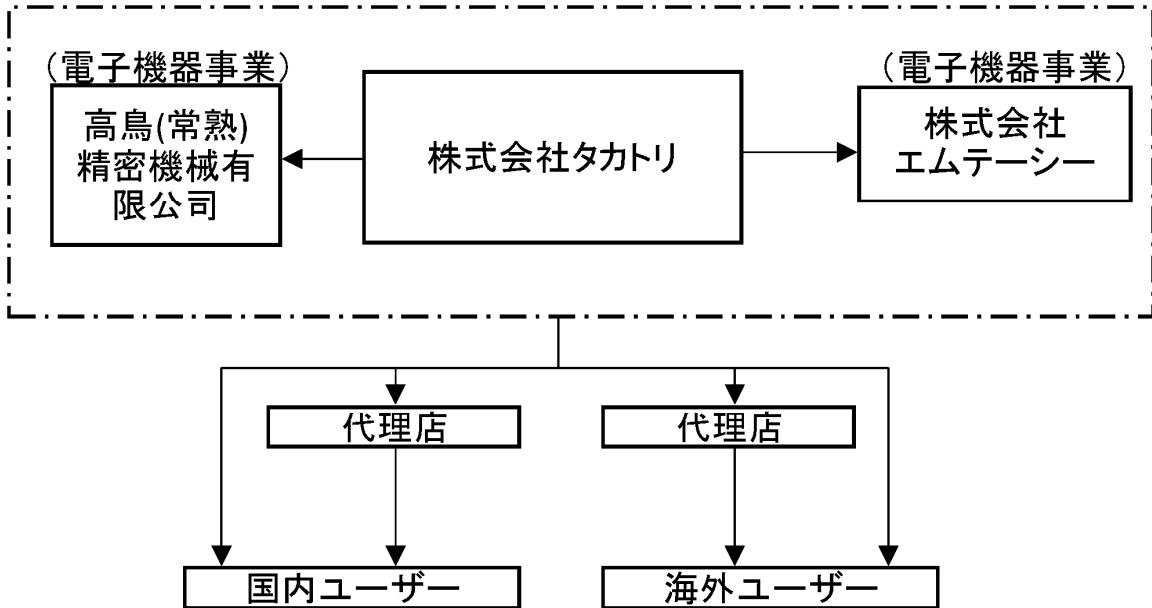 （電子機器事業）
高鳥(常熟)
精密機械有
限公司
株式会社タカトリ
（電子機器事業）
株式会社
エムテーシー
代理店
代理店
国内ユーザー
海外ユーザー